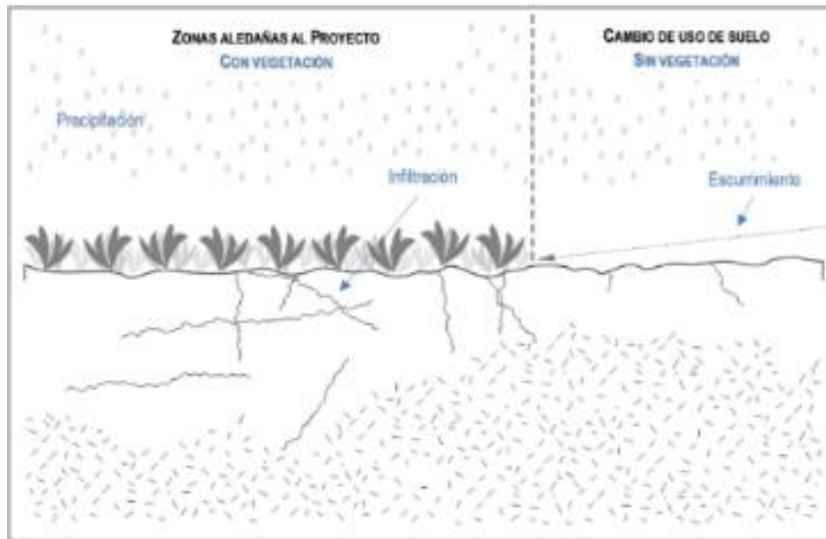 ZONAS ALEDAÑAS AL PROYECTO
CON VEGETACIÓN
CAMBIO DE USO DE SUELO
SIN VEGETACIÓN
Precipitación
Infiltración
Escurrimiento